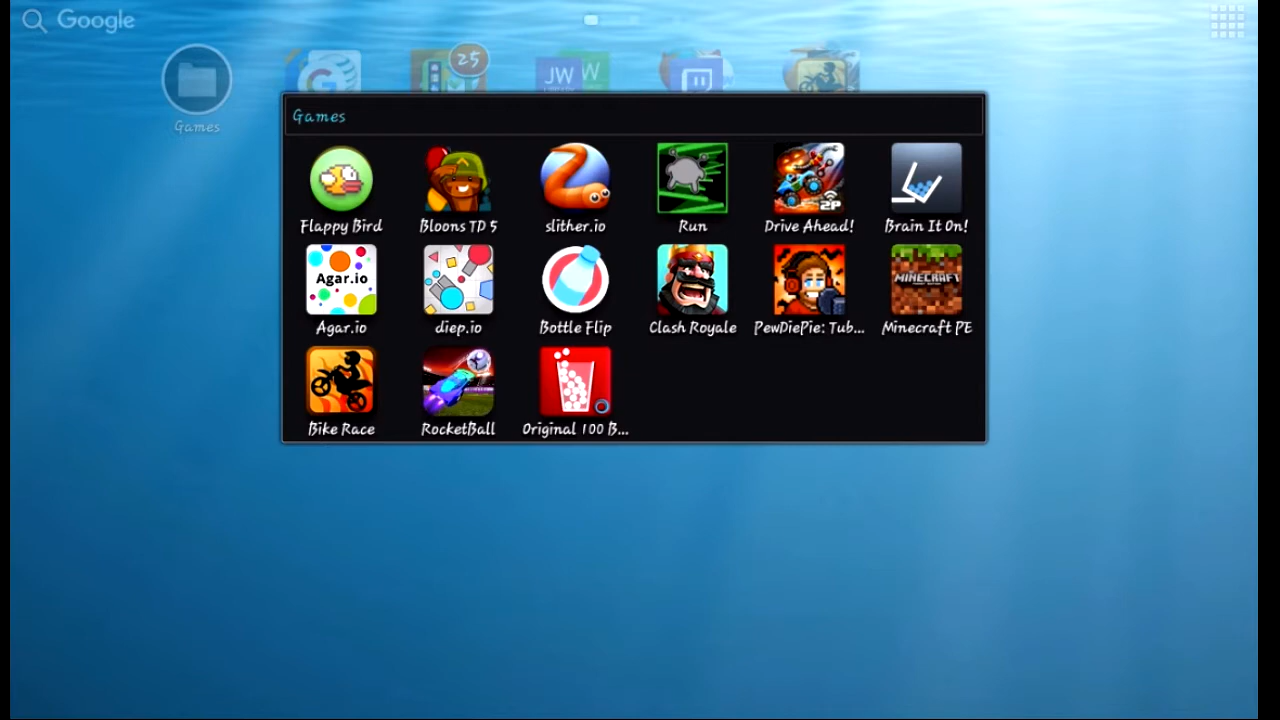 Google
25
G
JW
W
Games
Games
Flappy Bird
Bloons TD 5
slither.io
Run
2P
Drive Ahead!
Brain It On!
Agar.io
Agar.io
diep.io
Bottle Flip
Clash Royale
PewDiePie: Tub...
MINECRAFT
Minecraft PE
Bike Race
RocketBall
Original 100 B...